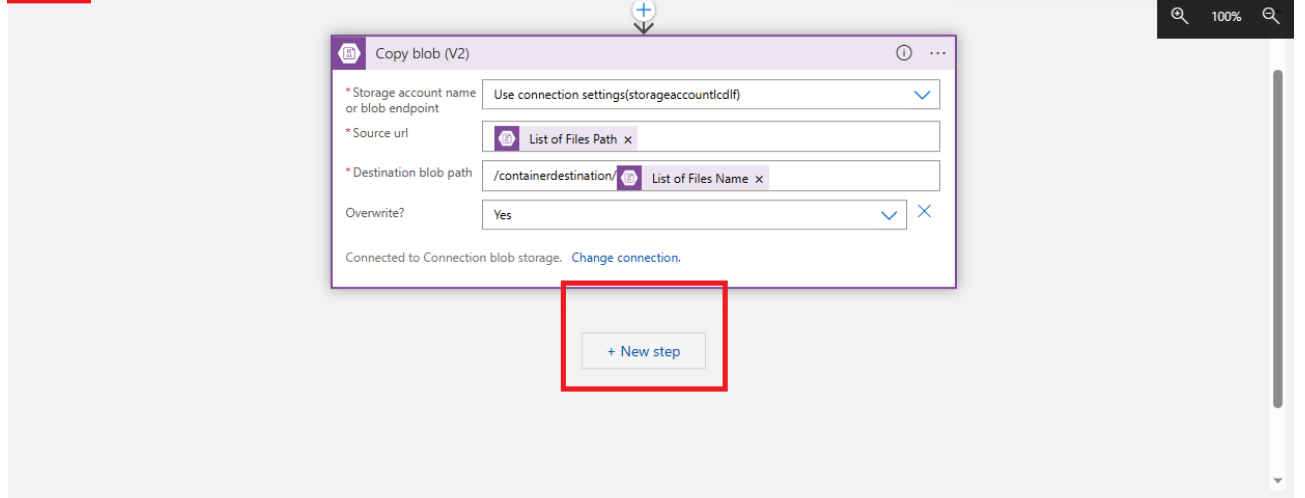 100%
Copy blob (V2)
*Storage account name or blob endpoint
Use connection settings(storageaccountlcdlf)
*Source url
List of Files Path ×
*Destination blob path
/containerdestination/ List of Files Name ×
Overwrite?
Yes
Connected to Connection blob storage. Change connection.
+ New step